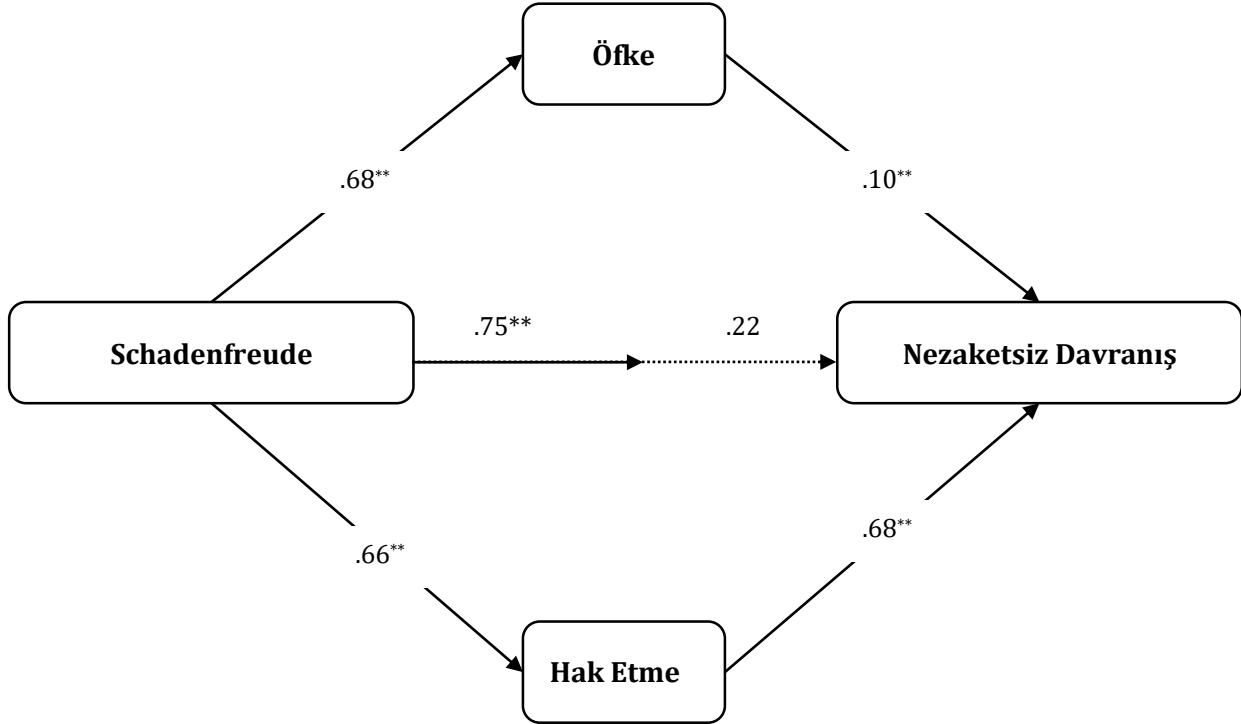 Öfke
.68**
.10**
.75**
.22
Schadenfreude
Nezaketsiz Davranış
.66**
.68**
Hak Etme